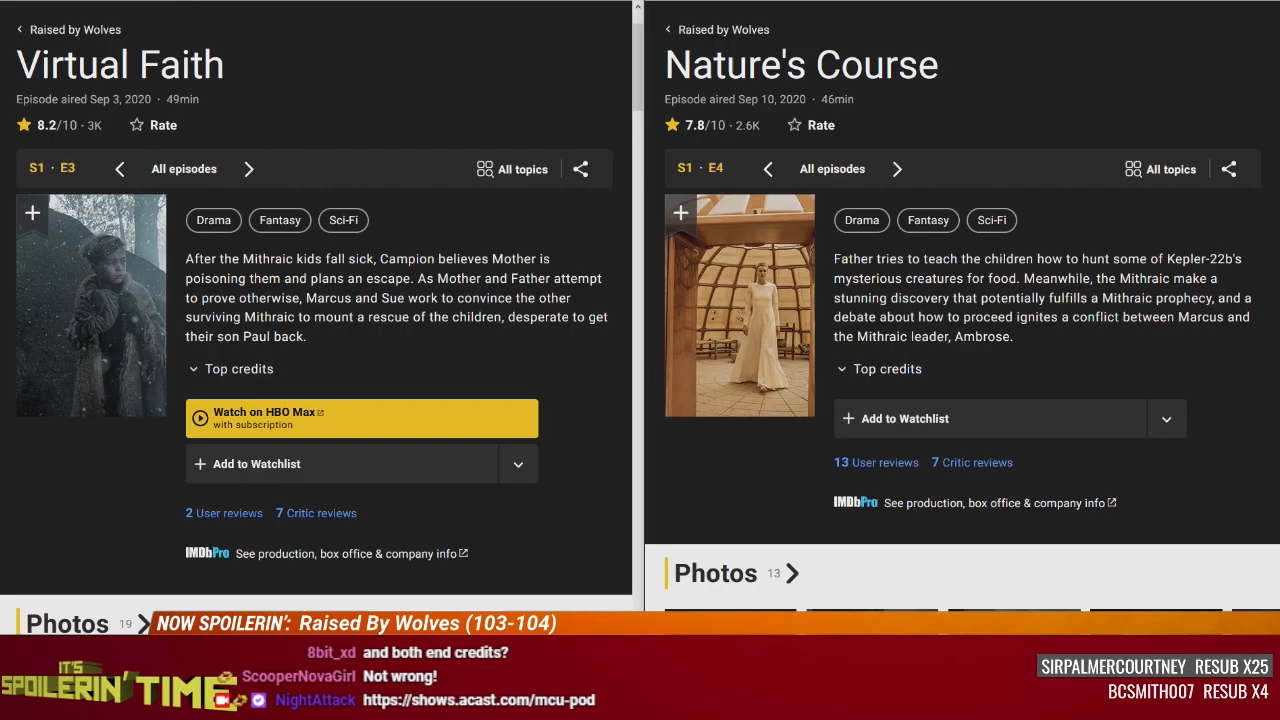 Raised by Wolves
Virtual Faith
Episode aired Sep 3, 2020 · 49min
8.2/10 · 3K Rate
S1 · E3 All episodes All topics
Drama Fantasy Sci-Fi
After the Mithraic kids fall sick, Campion believes Mother is
poisoning them and plans an escape. As Mother and Father attempt
to prove otherwise, Marcus and Sue work to convince the other
surviving Mithraic to mount a rescue of the children, desperate to get
their son Paul back.
Top credits
Watch on HBO Max
with subscription
+ Add to Watchlist
2 User reviews 7 Critic reviews
IMDbPro See production, box office & company info
Photos 19
Raised by Wolves
Nature's Course
Episode aired Sep 10, 2020 · 46min
7.8/10 · 2.6K Rate
S1 · E4 All episodes All topics
Drama Fantasy Sci-Fi
Father tries to teach the children how to hunt some of Kepler-22b's
mysterious creatures for food. Meanwhile, the Mithraic make a
stunning discovery that potentially fulfills a Mithraic prophecy, and a
debate about how to proceed ignites a conflict between Marcus and
the Mithraic leader, Ambrose.
Top credits
+ Add to Watchlist
13 User reviews 7 Critic reviews
IMDbPro See production, box office & company info
Photos 13
NOW SPOILERIN': Raised By Wolves (103-104)
IT'S
SPOILERIN' TIME
8bit_xd and both end credits?
ScooperNovaGirl Not wrong!
NightAttack https://shows.acast.com/mcu-pod
SIRPALMERCOURTNEY RESUB X25
BCSMITH007 RESUB X4